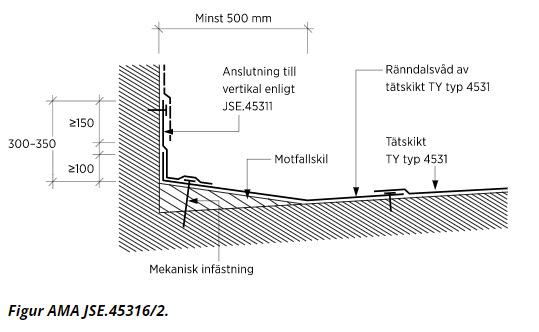 Minst 500 mm
Anslutning till
vertikal enligt
JSE.45311
Ränndalsvåd av
tätskikt TY typ 4531
≥150
300–350
≥100
Motfallskil
Tätskikt
TY typ 4531
Mekanisk infästning
Figur AMA JSE.45316/2.